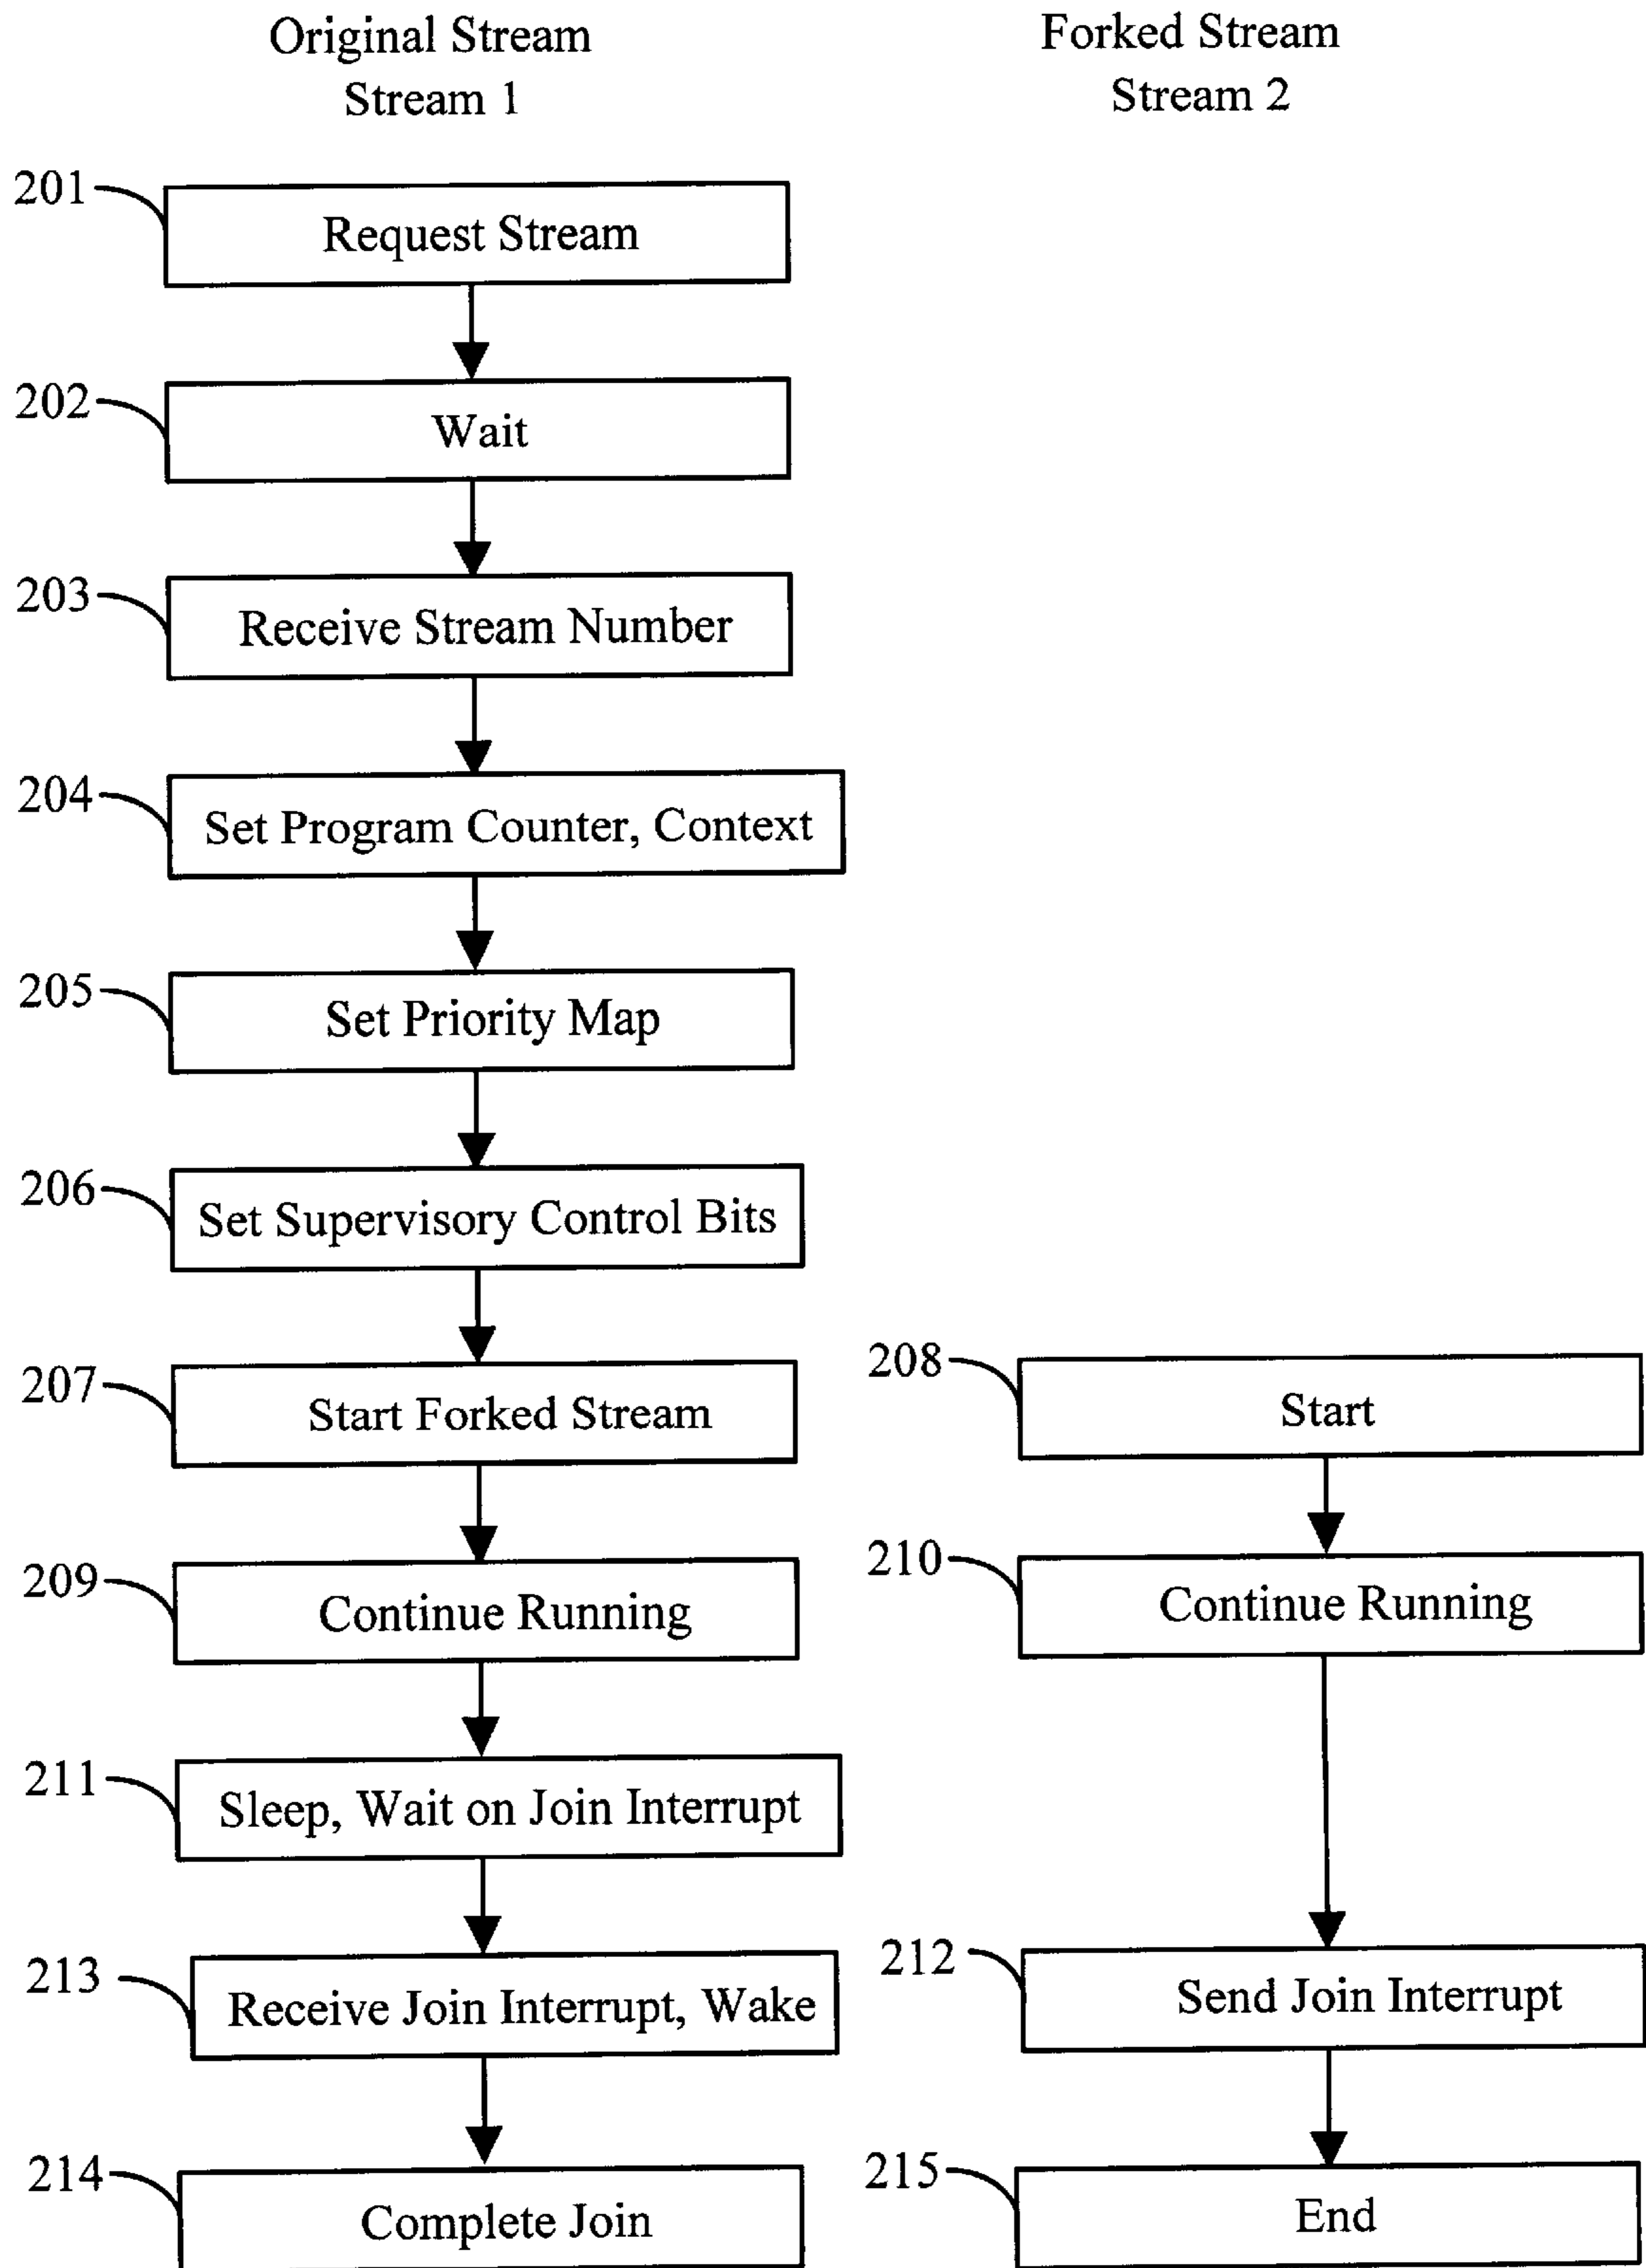 Original Stream
Stream 1
Forked Stream
Stream 2
201
Request Stream
202
Wait
203
Receive Stream Number
204
Set Program Counter, Context
205
Set Priority Map
206
Set Supervisory Control Bits
207
Start Forked Stream
208
Start
209
Continue Running
210
Continue Running
211
Sleep, Wait on Join Interrupt
213
Receive Join Interrupt, Wake
212
Send Join Interrupt
214
Complete Join
215
End